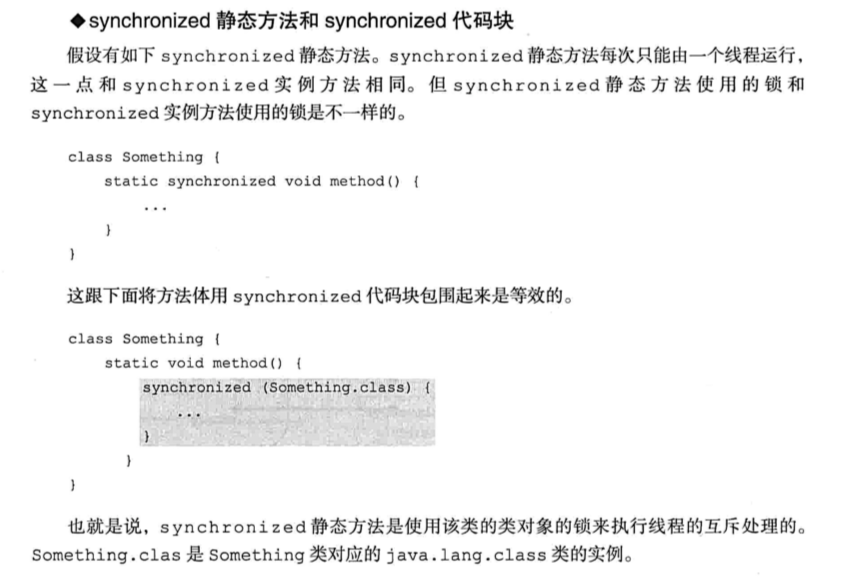 ◆synchronized 静态方法和 synchronized 代码块
假设有如下 synchronized 静态方法。synchronized 静态方法每次只能由一个线程运行，
这一点和 synchronized 实例方法相同。但 synchronized 静态方法使用的锁和
synchronized 实例方法使用的锁是不一样的。
class Something {
static synchronized void method() {
...
}
}
这跟下面将方法体用 synchronized 代码块包围起来是等效的。
class Something {
static void method() {
synchronized (Something.class) {
...
}
}
}
也就是说，synchronized 静态方法是使用该类的类对象的锁来执行线程的互斥处理的。
Something.clas 是 Something 类对应的 java.lang.class 类的实例。